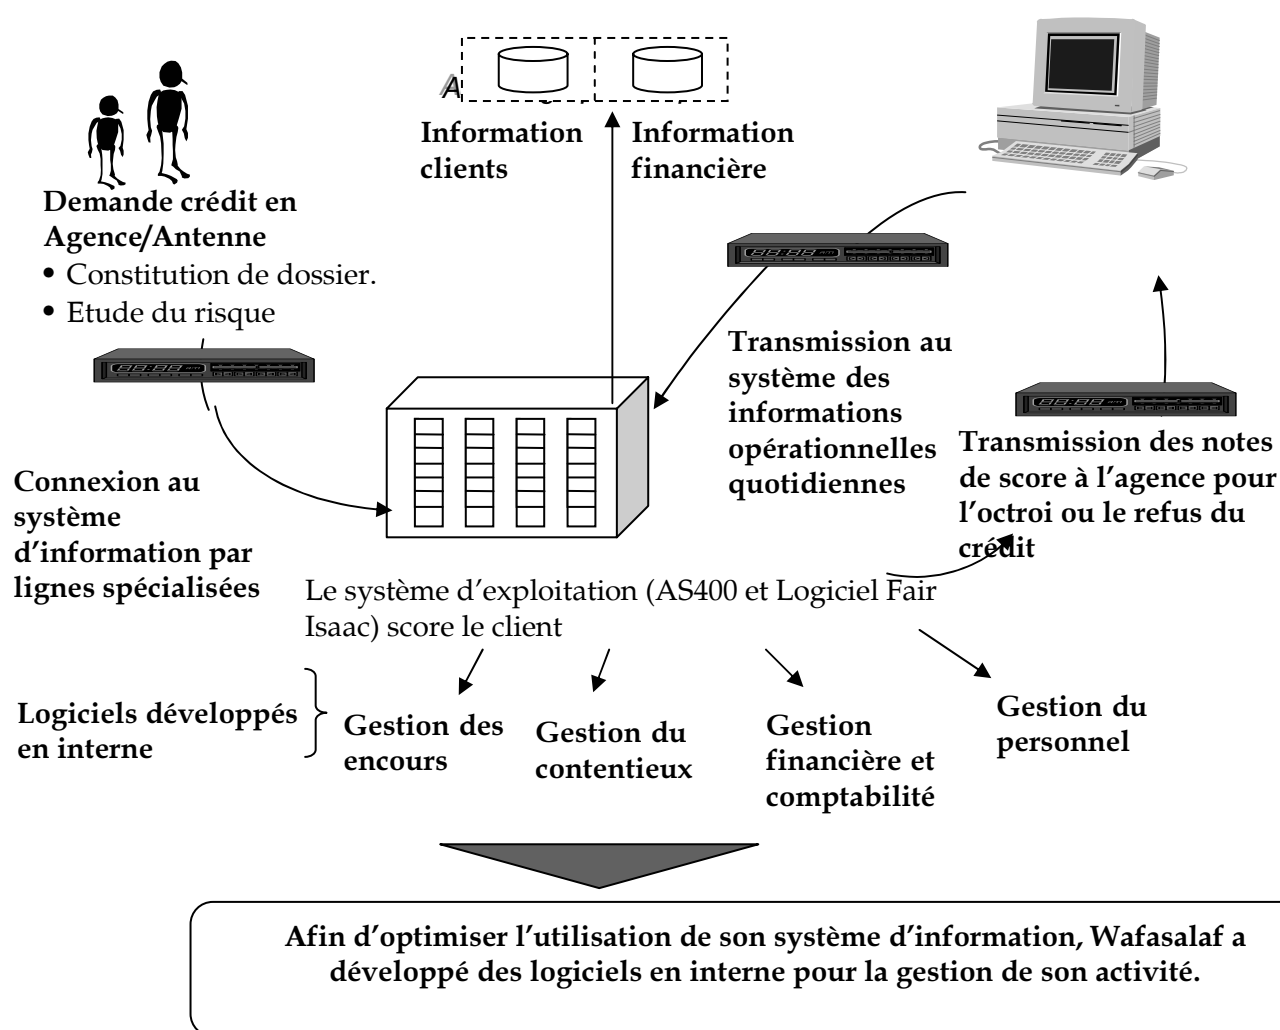 A
Information
clients
Information
financière
Demande crédit en
Agence/Antenne
• Constitution de dossier.
• Etude du risque
Transmission au
système des
informations
opérationnelles
quotidiennes
Transmission des notes
de score à l’agence pour
l’octroi ou le refus du
crédit
Connexion au
système
d’information par
lignes spécialisées
Le système d’exploitation (AS400 et Logiciel Fair
Isaac) score le client
Logiciels développés
en interne
Gestion des
encours
Gestion du
contentieux
Gestion
financière et
comptabilité
Gestion du
personnel
Afin d’optimiser l’utilisation de son système d’information, Wafasalaf a
développé des logiciels en interne pour la gestion de son activité.